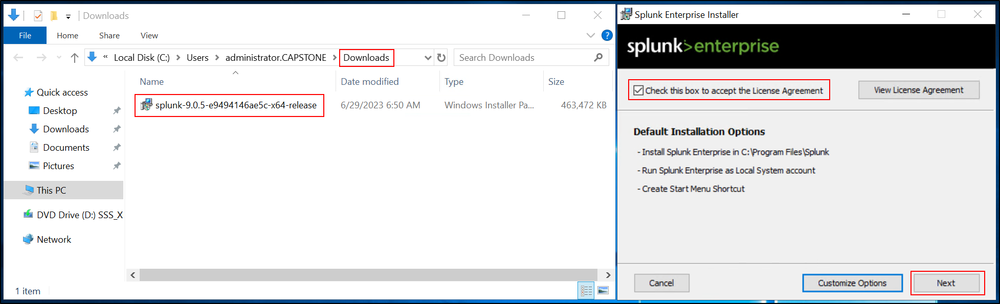 Downloads
File Home Share View ?
« Local Disk (C:) > Users > administrator.CAPSTONE > Downloads Search Downloads
Name Date modified Type Size
Quick access
Desktop
Downloads
Documents
Pictures
This PC
DVD Drive (D:) SSS_X
Network
splunk-9.0.5-e9494146ae5c-x64-release 6/29/2023 6:50 AM Windows Installer Pa... 463,472 KB
1 item
Splunk Enterprise Installer
splunk>enterprise
Check this box to accept the License Agreement View License Agreement
Default Installation Options
- Install Splunk Enterprise in C:\Program Files\Splunk
- Run Splunk Enterprise as Local System account
- Create Start Menu Shortcut
Cancel Customize Options Next